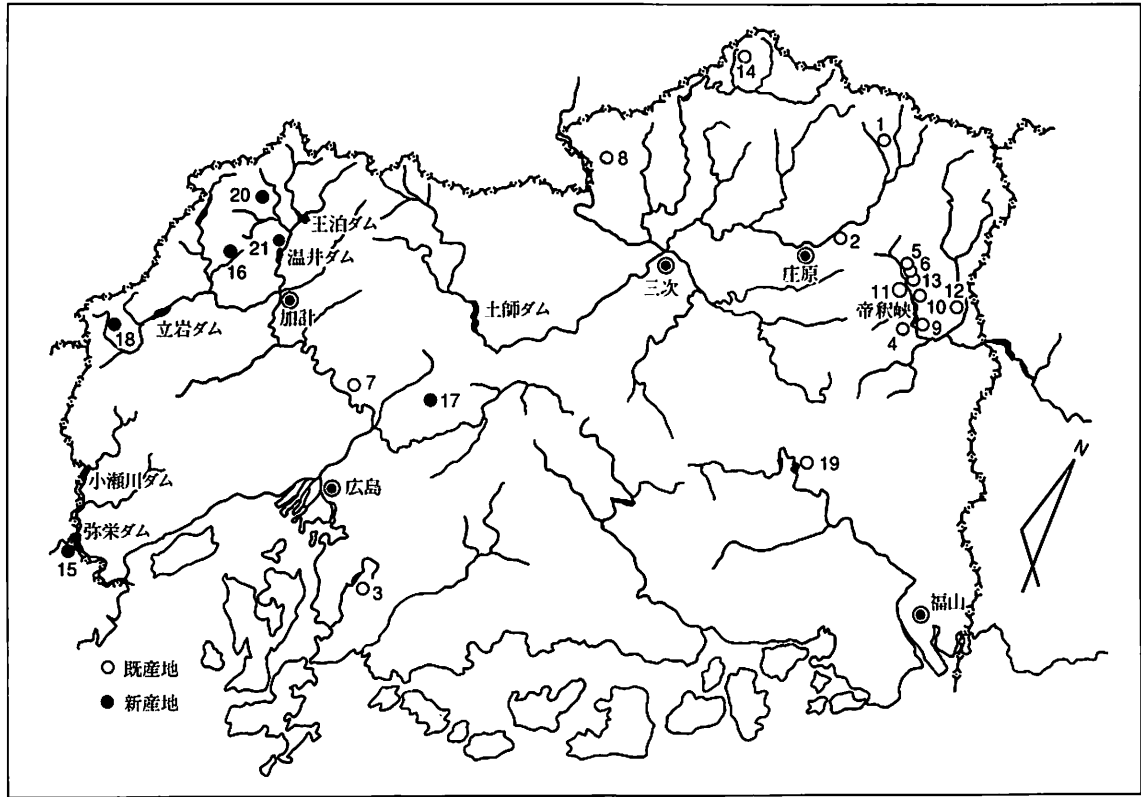 14
1
8
20
王泊ダム
2
21
温井ダム
庄原
5
6
16
三次
13
11
12
10
帝釈峡
加計
土師ダム
立岩ダム
9
18
4
7
17
19
小瀬川ダム
広島
N
弥栄ダム
15
3
福山
既産地
新産地